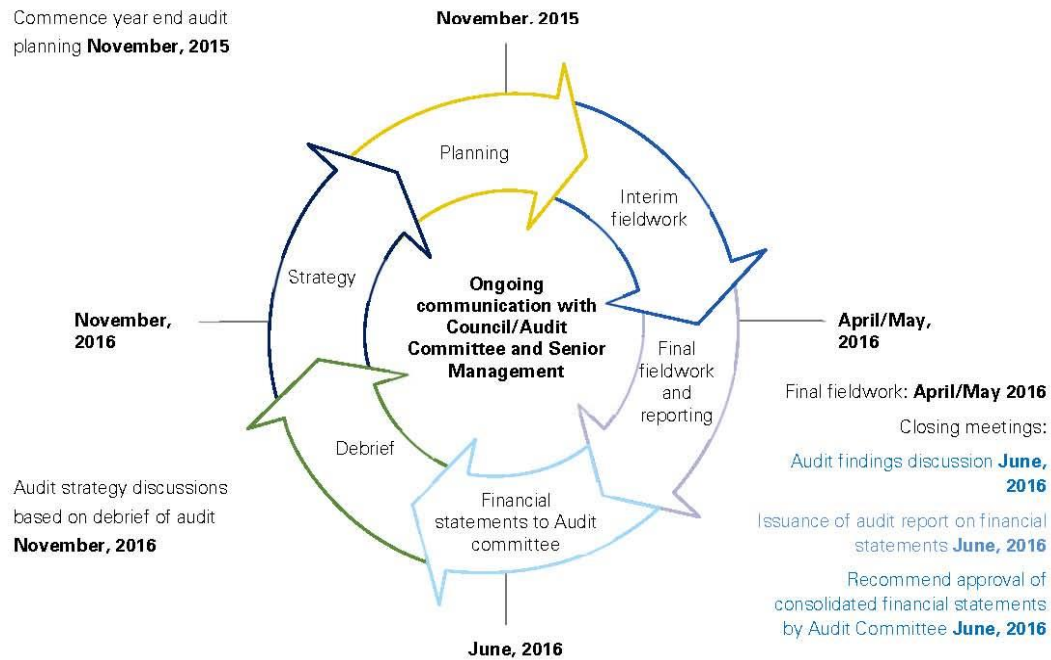 Commence year end audit
planning November, 2015
November, 2015
Planning
Interim
fieldwork
Strategy
Ongoing
communication with
Council/Audit
Committee and Senior
Management
November,
2016
April/May,
2016
Final
fieldwork
and
reporting
Final fieldwork: April/May 2016
Closing meetings:
Audit findings discussion June,
2016
Issuance of audit report on financial
statements June, 2016
Recommend approval of
consolidated financial statements
by Audit Committee June, 2016
Debrief
Financial
statements to Audit
committee
Audit strategy discussions
based on debrief of audit
November, 2016
June, 2016